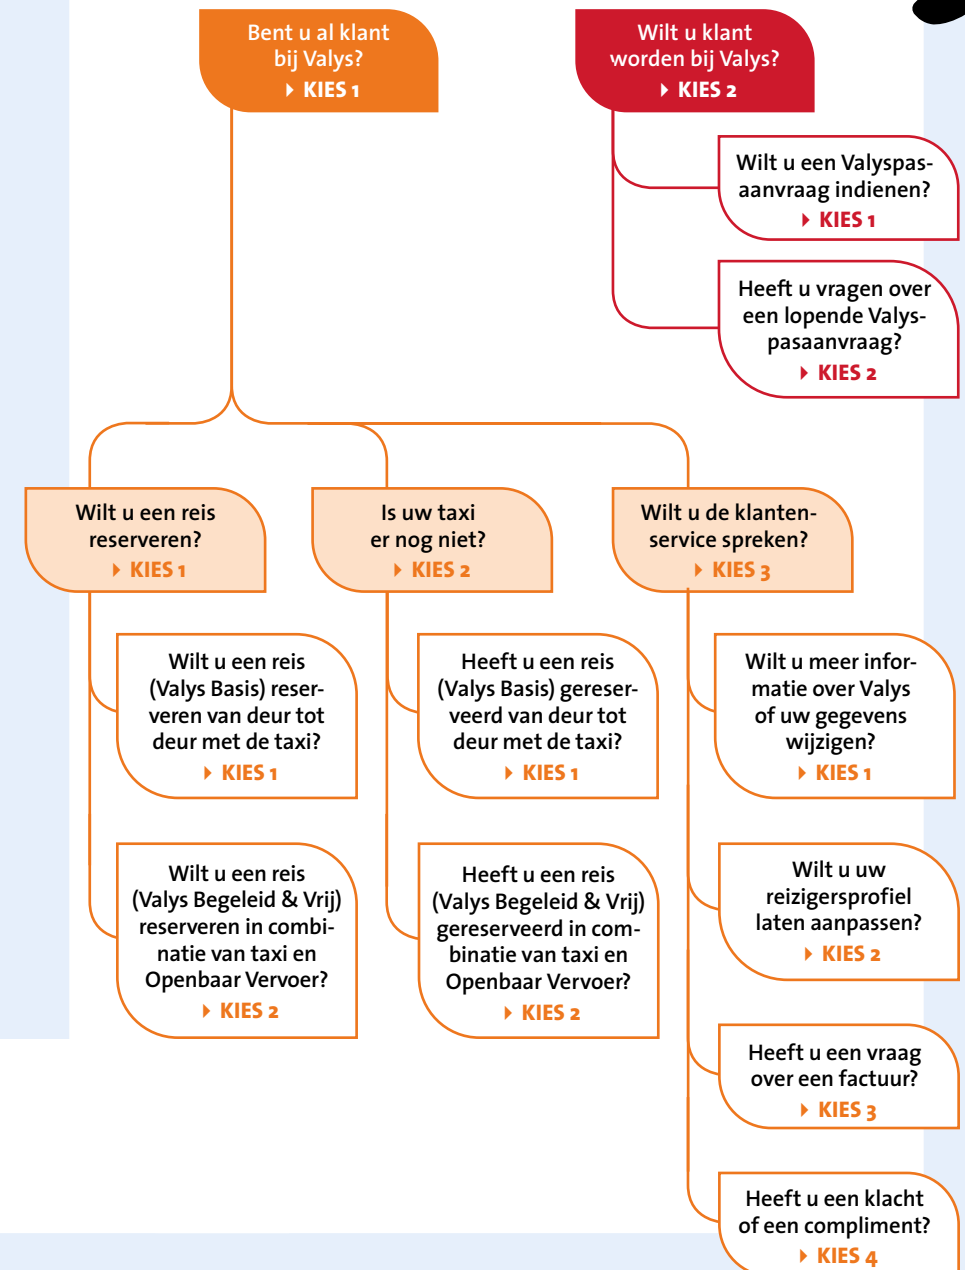 Bent u al klant
bij Valys?
KIES 1
Wilt u klant
worden bij Valys?
KIES 2
Wilt u een Valyspas-
aanvraag indienen?
KIES 1
Heeft u vragen over
een lopende Valys-
pasaanvraag?
KIES 2
Wilt u een reis
reserveren?
KIES 1
Is uw taxi
er nog niet?
KIES 2
Wilt u de klanten-
service spreken?
KIES 3
Wilt u een reis
(Valys Basis) reser-
veren van deur tot
deur met de taxi?
KIES 1
Wilt u een reis
(Valys Begeleid & Vrij)
reserveren in combi-
natie van taxi en
Openbaar Vervoer?
KIES 2
Heeft u een reis
(Valys Basis) gereser-
veerd van deur tot
deur met de taxi?
KIES 1
Heeft u een reis
(Valys Begeleid & Vrij)
gereserveerd in com-
binatie van taxi en
Openbaar Vervoer?
KIES 2
Wilt u meer infor-
matie over Valys
of uw gegevens
wijzigen?
KIES 1
Wilt u uw
reizigersprofiel
laten aanpassen?
KIES 2
Heeft u een vraag
over een factuur?
KIES 3
Heeft u een klacht
of een compliment?
KIES 4